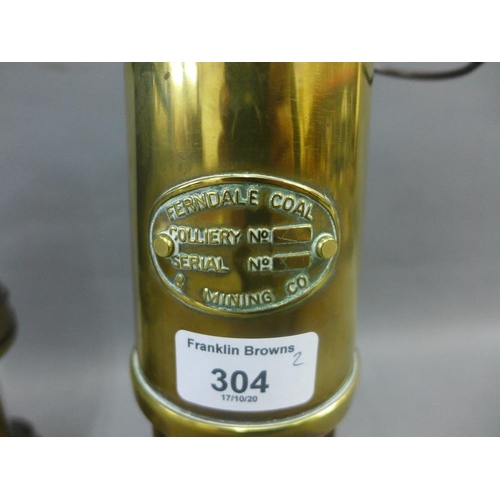 FERNDALE COAL
COLLIERY No
SERIAL No
& MINING CO
Franklin Browns
2
304
17/10/20